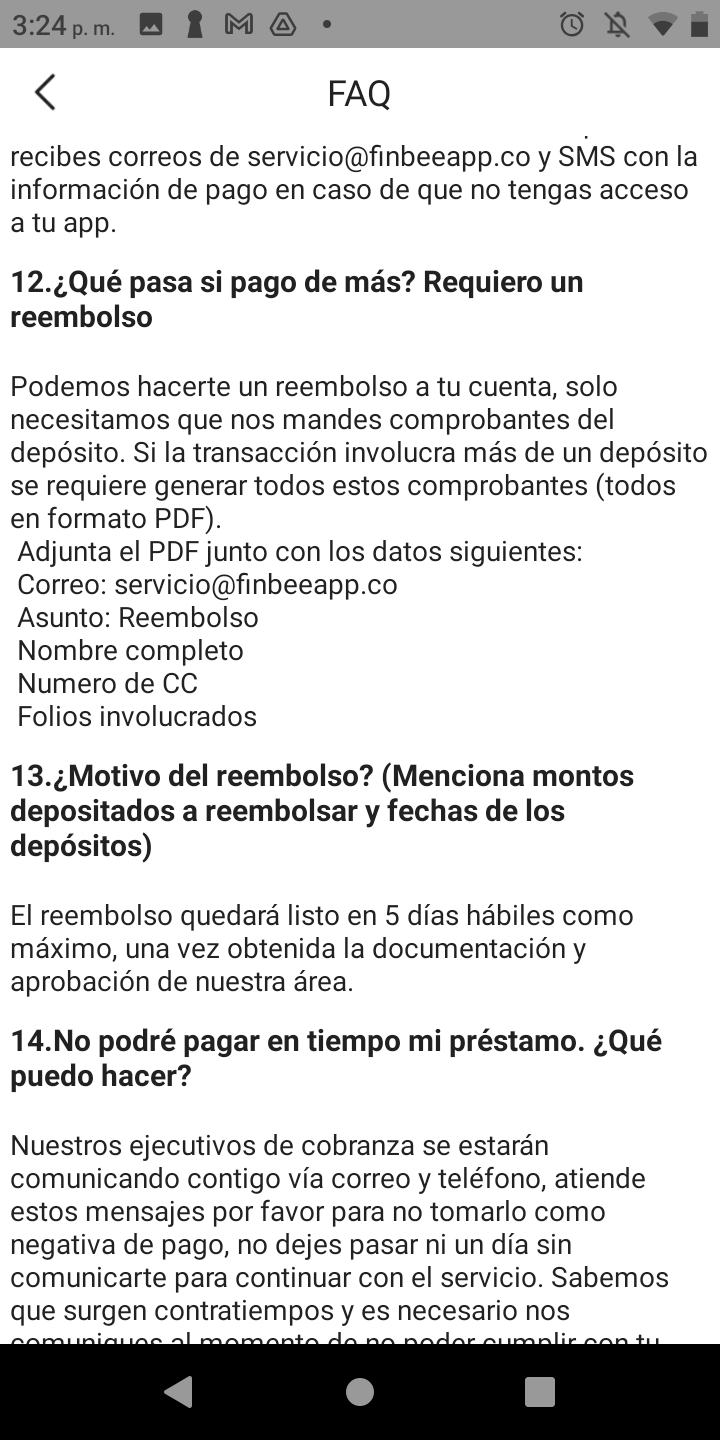 3:24 p. m.
FAQ
recibes correos de servicio@finbeeapp.co y SMS con la
información de pago en caso de que no tengas acceso
a tu app.
12.¿Qué pasa si pago de más? Requiero un
reembolso
Podemos hacerte un reembolso a tu cuenta, solo
necesitamos que nos mandes comprobantes del
depósito. Si la transacción involucra más de un depósito
se requiere generar todos estos comprobantes (todos
en formato PDF).
Adjunta el PDF junto con los datos siguientes:
Correo: servicio@finbeeapp.co
Asunto: Reembolso
Nombre completo
Numero de CC
Folios involucrados
13.¿Motivo del reembolso? (Menciona montos
depositados a reembolsar y fechas de los
depósitos)
El reembolso quedará listo en 5 días hábiles como
máximo, una vez obtenida la documentación y
aprobación de nuestra área.
14.No podré pagar en tiempo mi préstamo. ¿Qué
puedo hacer?
Nuestros ejecutivos de cobranza se estarán
comunicando contigo vía correo y teléfono, atiende
estos mensajes por favor para no tomarlo como
negativa de pago, no dejes pasar ni un día sin
comunicarte para continuar con el servicio. Sabemos
que surgen contratiempos y es necesario nos
comuniques al momento de no poder cumplir con tu